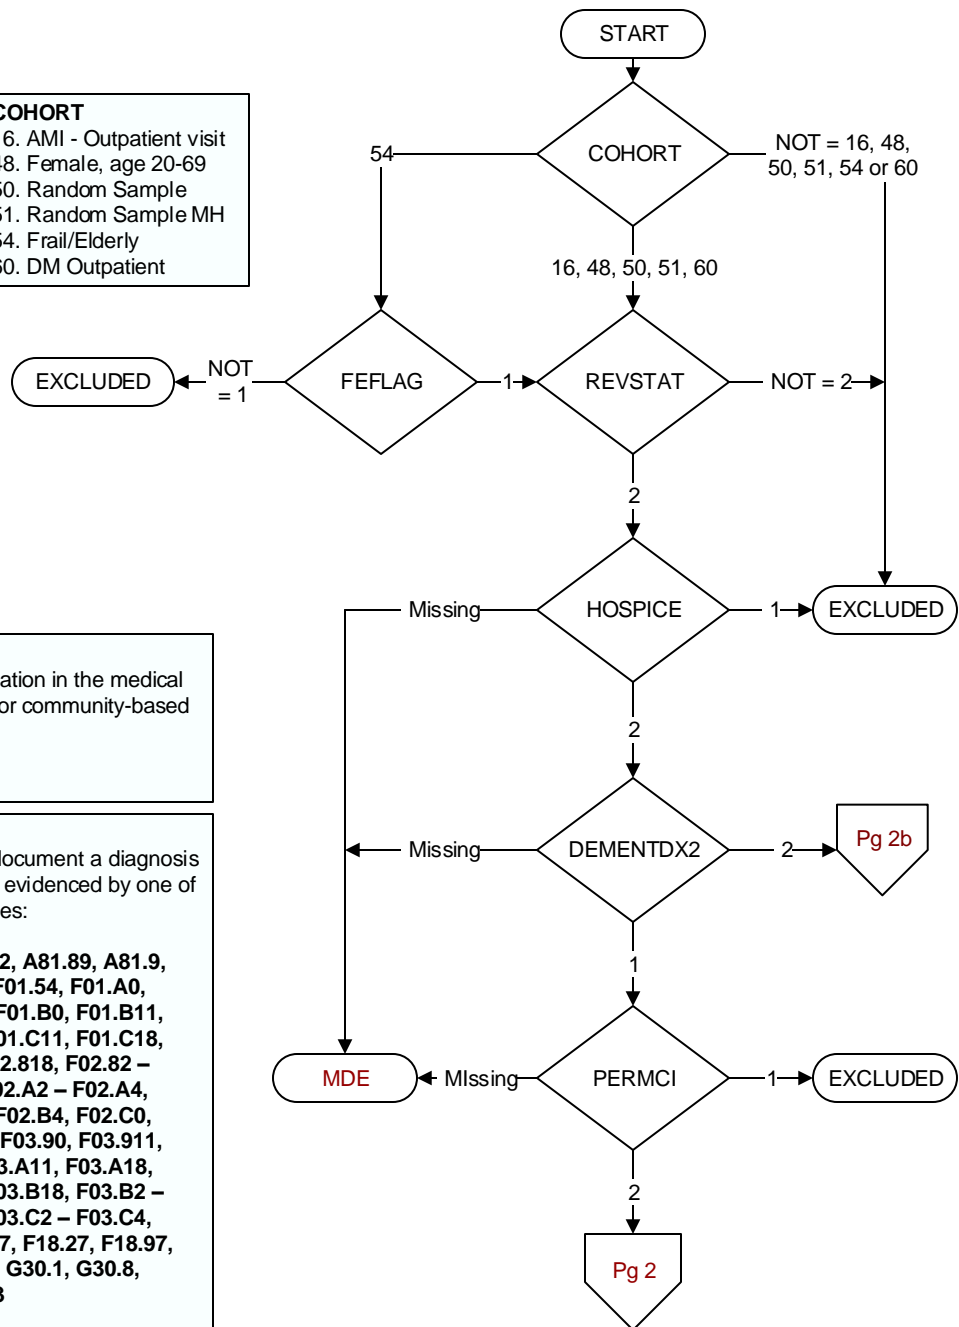 START
COHORT
6. AMI - Outpatient visit
48. Female, age 20-69
50. Random Sample
51. Random Sample MH
54. Frail/Elderly
60. DM Outpatient
54
COHORT
NOT = 16, 48,
50, 51, 54 or 60
16, 48, 50, 51, 60
EXCLUDED
NOT
= 1
FEFLAG
1
REVSTAT
NOT = 2
2
Missing
HOSPICE
1
EXCLUDED
ation in the medical
or community-based
2
Missing
DEMENTDX2
2
Pg 2b
document a diagnosis
evidenced by one of
es:
2, A81.89, A81.9,
F01.54, F01.A0,
F01.B0, F01.B11,
01.C11, F01.C18,
2.818, F02.82 –
02.A2 – F02.A4,
F02.B4, F02.C0,
F03.90, F03.911,
3.A11, F03.A18,
03.B18, F03.B2 –
03.C2 – F03.C4,
7, F18.27, F18.97,
G30.1, G30.8,
1
MDE
MIssing
PERMCI
1
EXCLUDED
2
Pg 2